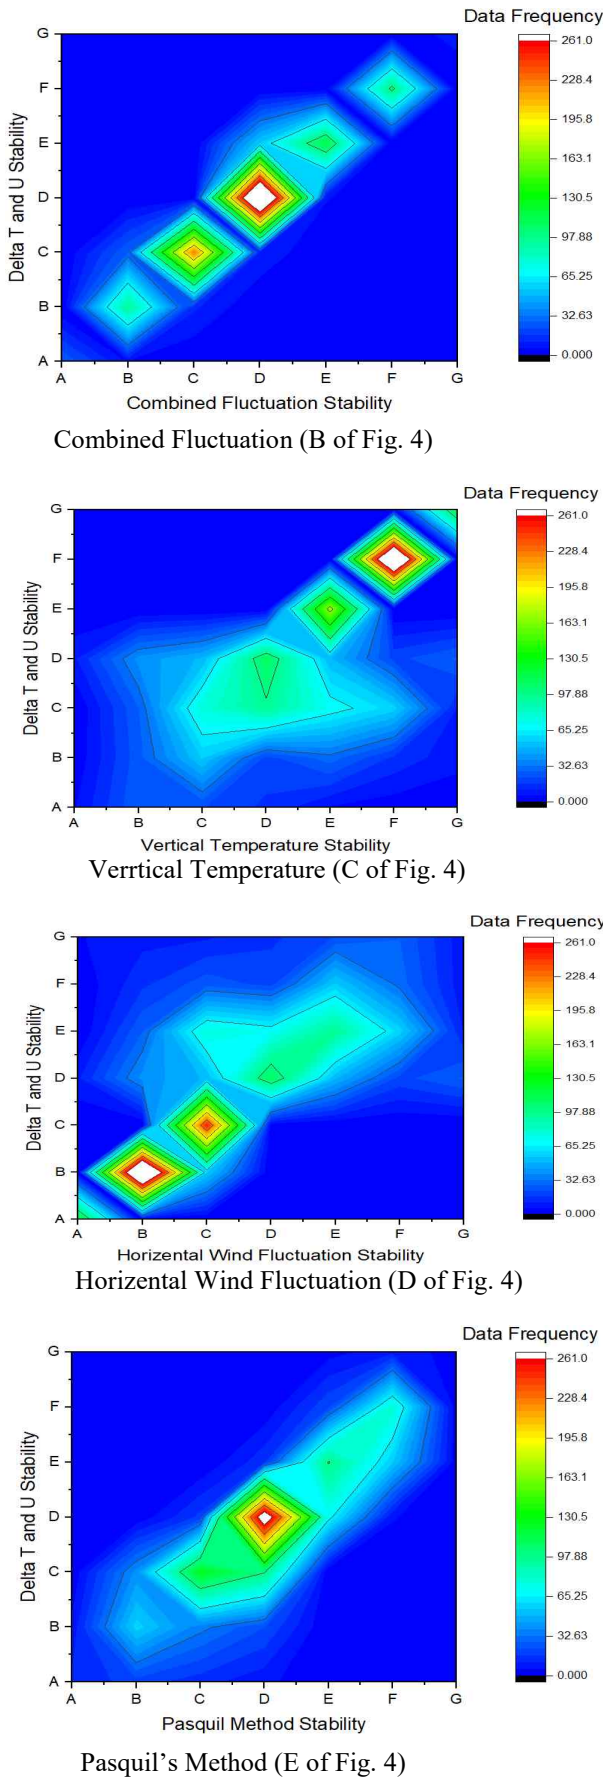 Data Frequency
G
F
E
D
C
B
A
Delta T and U Stability
A B C D E F G
Combined Fluctuation Stability
261.0
228.4
195.8
163.1
130.5
97.88
65.25
32.63
0.000
Combined Fluctuation (B of Fig. 4)
Data Frequency
G
F
E
D
C
B
A
Delta T and U Stability
A B C D E F G
Vertical Temperature Stability
261.0
228.4
195.8
163.1
130.5
97.88
65.25
32.63
0.000
Verrtical Temperature (C of Fig. 4)
Data Frequency
G
F
E
D
C
B
A
Delta T and U Stability
A B C D E F G
Horizental Wind Fluctuation Stability
261.0
228.4
195.8
163.1
130.5
97.88
65.25
32.63
0.000
Horizental Wind Fluctuation (D of Fig. 4)
Data Frequency
G
F
E
D
C
B
A
Delta T and U Stability
A B C D E F G
Pasquil Method Stability
261.0
228.4
195.8
163.1
130.5
97.88
65.25
32.63
0.000
Pasquil's Method (E of Fig. 4)